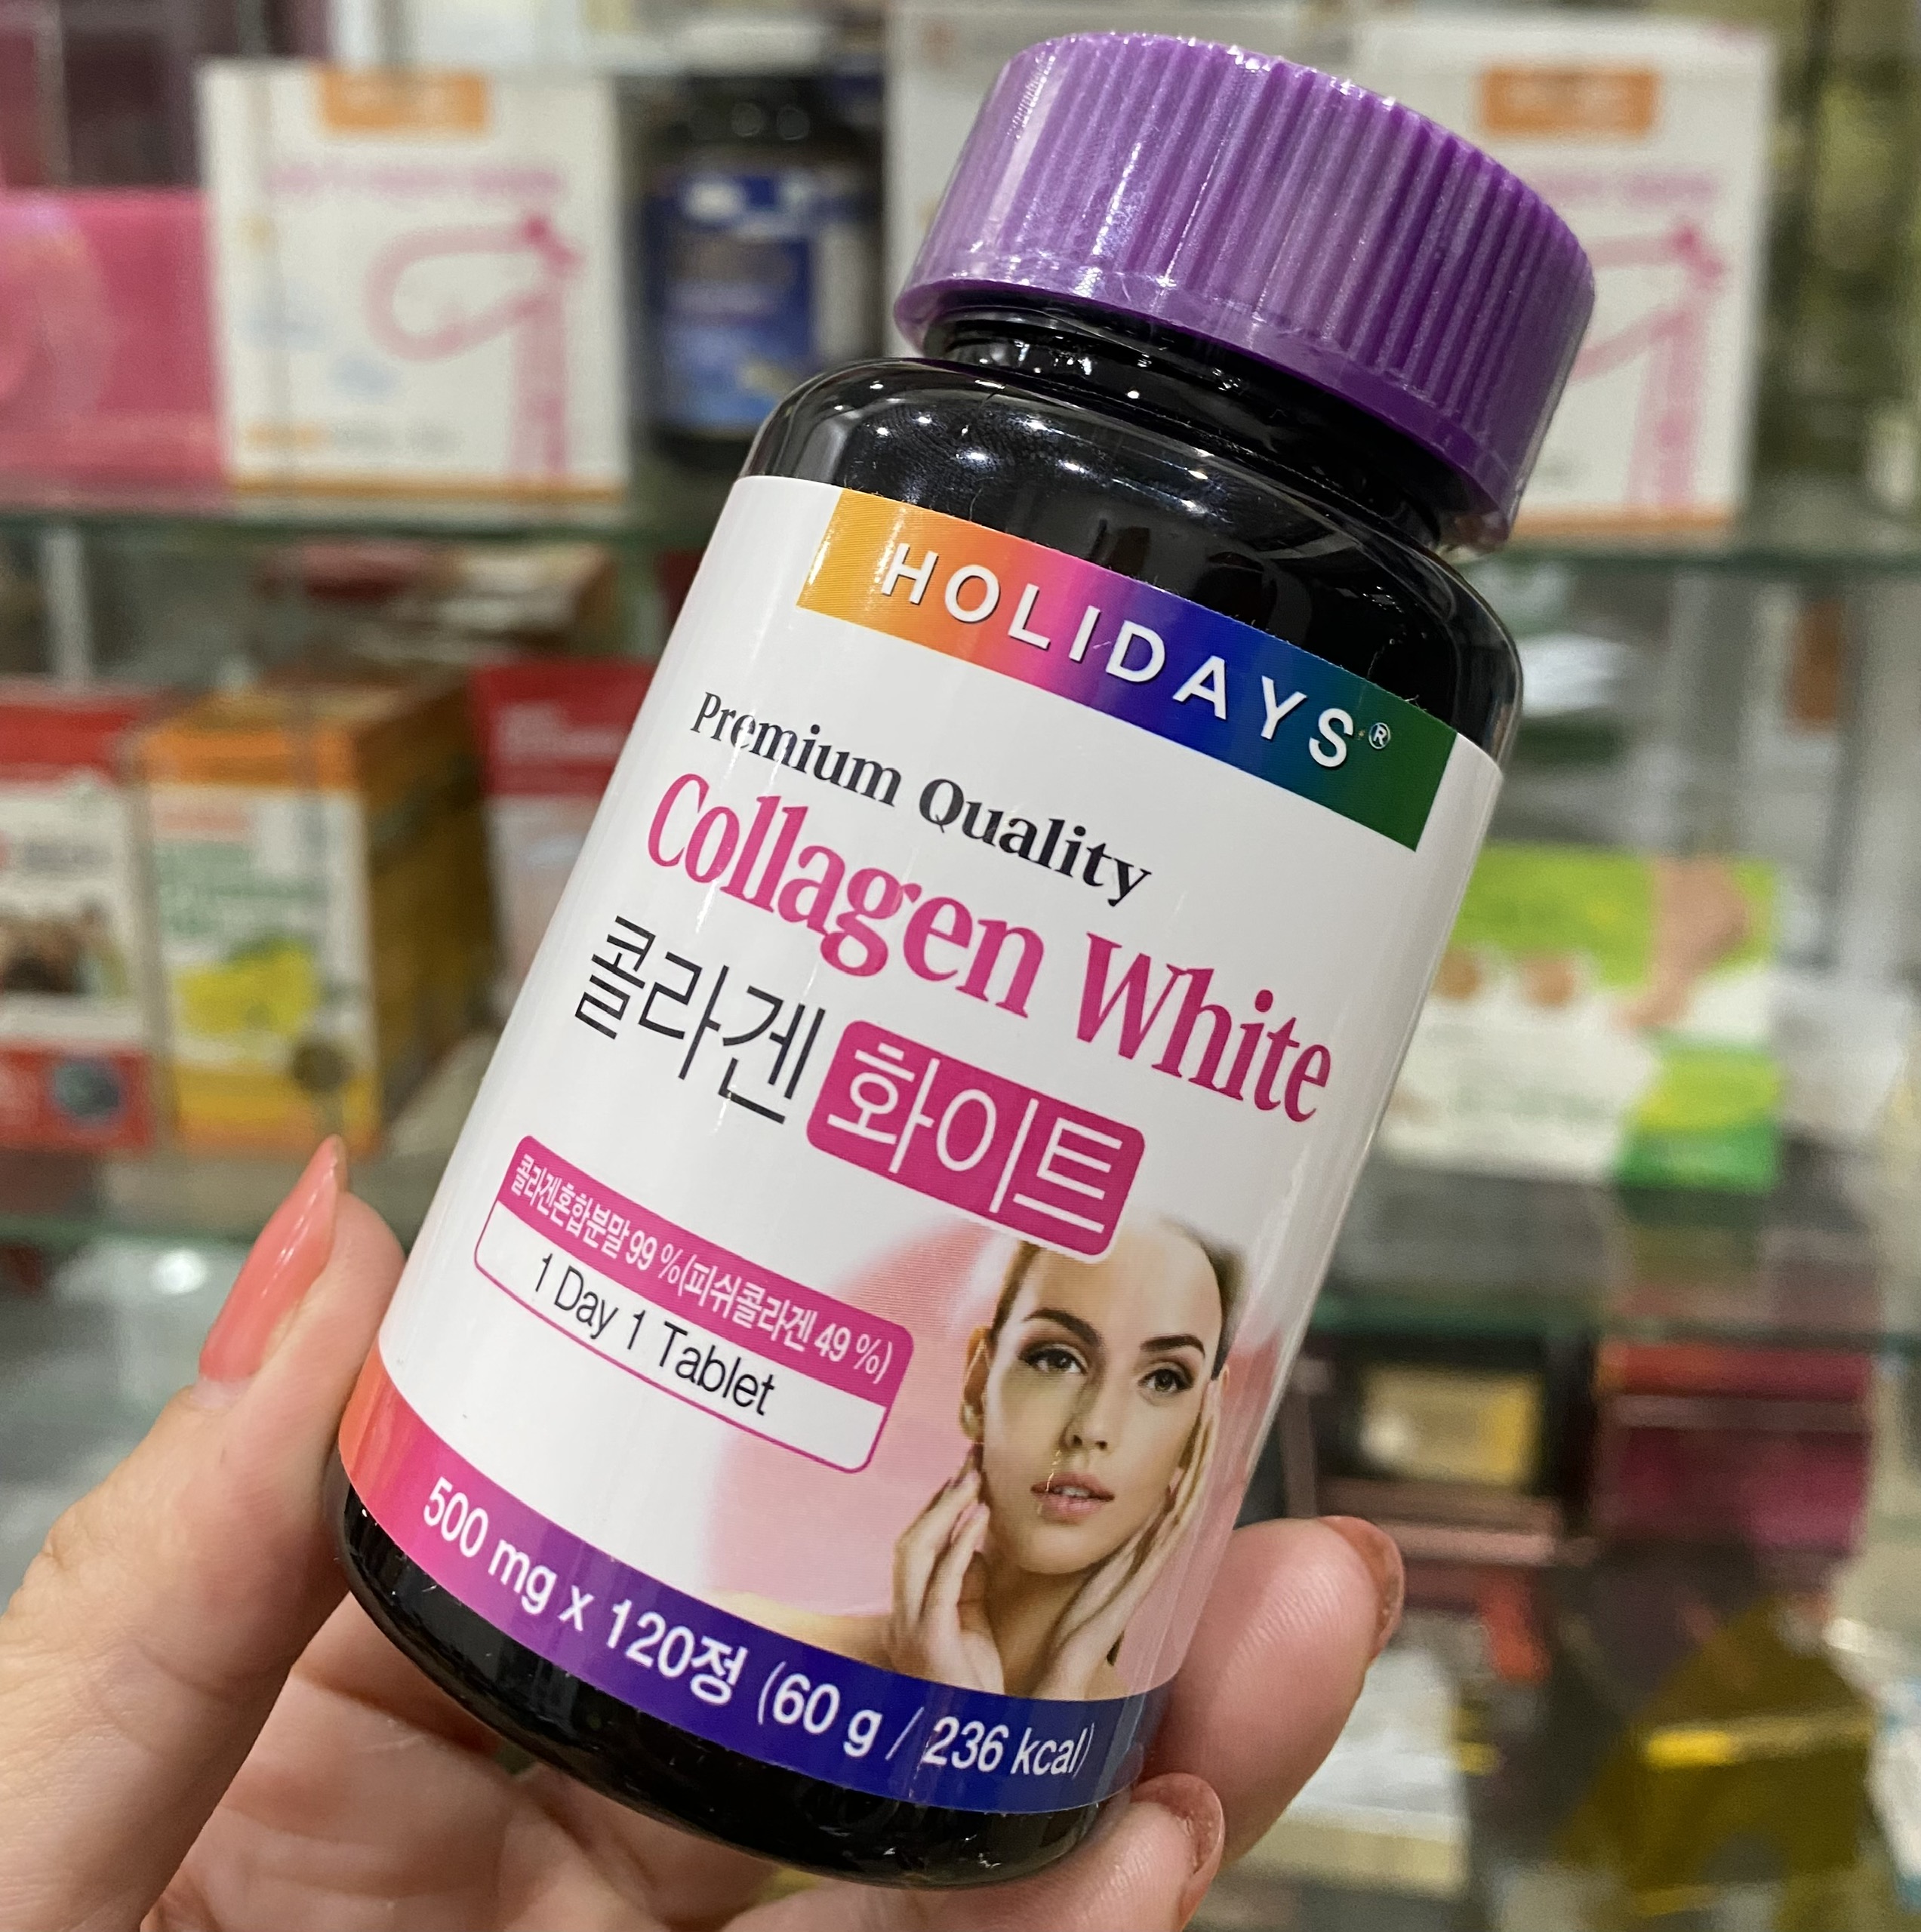 HOLIDAYS®
Premium Quality
Collagen White
콜라겐 화이트
콜라겐혼합분말 99 %(피쉬콜라겐 49 %)
1 Day 1 Tablet
500 mg x 120정 (60 g / 236 kcal)